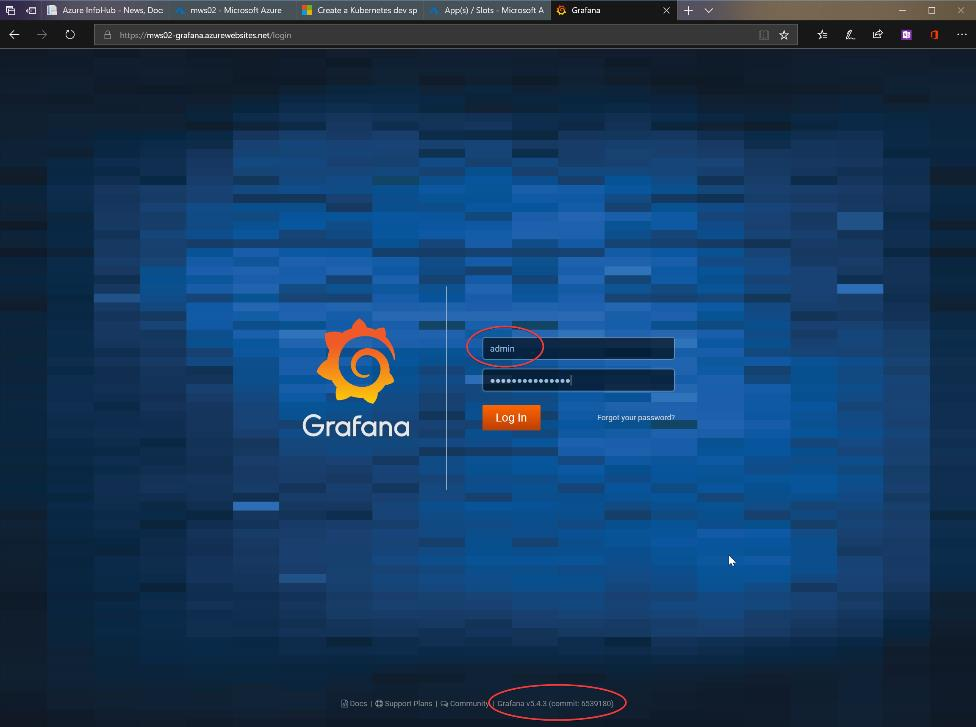 Azure InfoHub - News, Doc
mws02 - Microsoft Azure
Create a Kubernetes dev sp
App(s) / Slots - Microsoft A
Grafana
https://mws02-grafana.azurewebsites.net/login
admin
Log In
Forgot your password?
Grafana
Docs | Support Plans | Community | Grafana v5.4.3 (commit: 6539180)